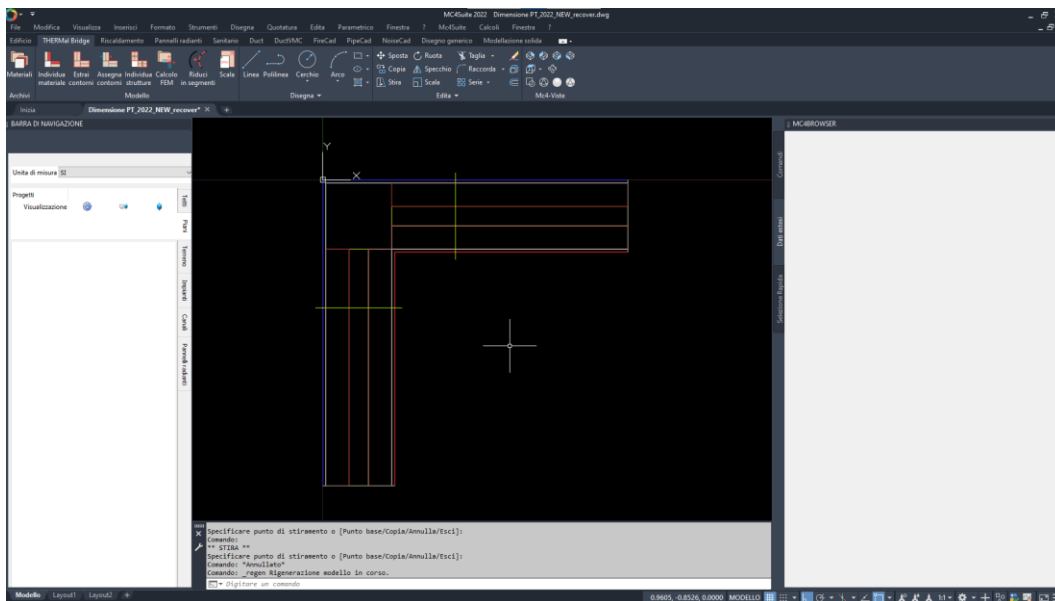 MC4Suite 2022 Dimensione PT_2022_NEW_recover.dwg
File Modifica Visualizza Inserisci Formato Strumenti Disegna Quotatura Edita Parametrico Finestra ? Mc4Suite Calcoli Finestra ?
Edificio THERMal Bridge Riscaldamento Pannelli radianti Sanitario Duct DuctVMC FireCad PipeCad NoiseCad Disegno generico Modellazione solida
Sposta Ruota Taglia
Copia Specchio Raccorda
Stira Scala Serie
Materiali Individua Estrai Assegna Individua Calcolo Riduci Scala Linea Polilinea Cerchio Arco
materiale contorni contorni strutture FEM in segmenti
Archivi Modello Disegna Edita Mc4-Viste
Inizia Dimensione PT_2022_NEW_recover* × +
BARRA DI NAVIGAZIONE
MC4BROWSER
Unita di misura SI
Progetti
Visualizzazione
Tetti
Piani
Terreno
Impianti
Canali
Pannelli radianti
Y
X
Comandi
Dati estesi
Selezione Rapida
Specificare punto di stiramento o [Punto base/Copia/Annulla/Esci]:
Comando:
** STIRA **
Specificare punto di stiramento o [Punto base/Copia/Annulla/Esci]:
Comando: *Annullato*
Comando: _regen Rigenerazione modello in corso.
Digitare un comando
Modello Layout1 Layout2 +
0.9605, -0.8526, 0.0000 MODELLO 1:1